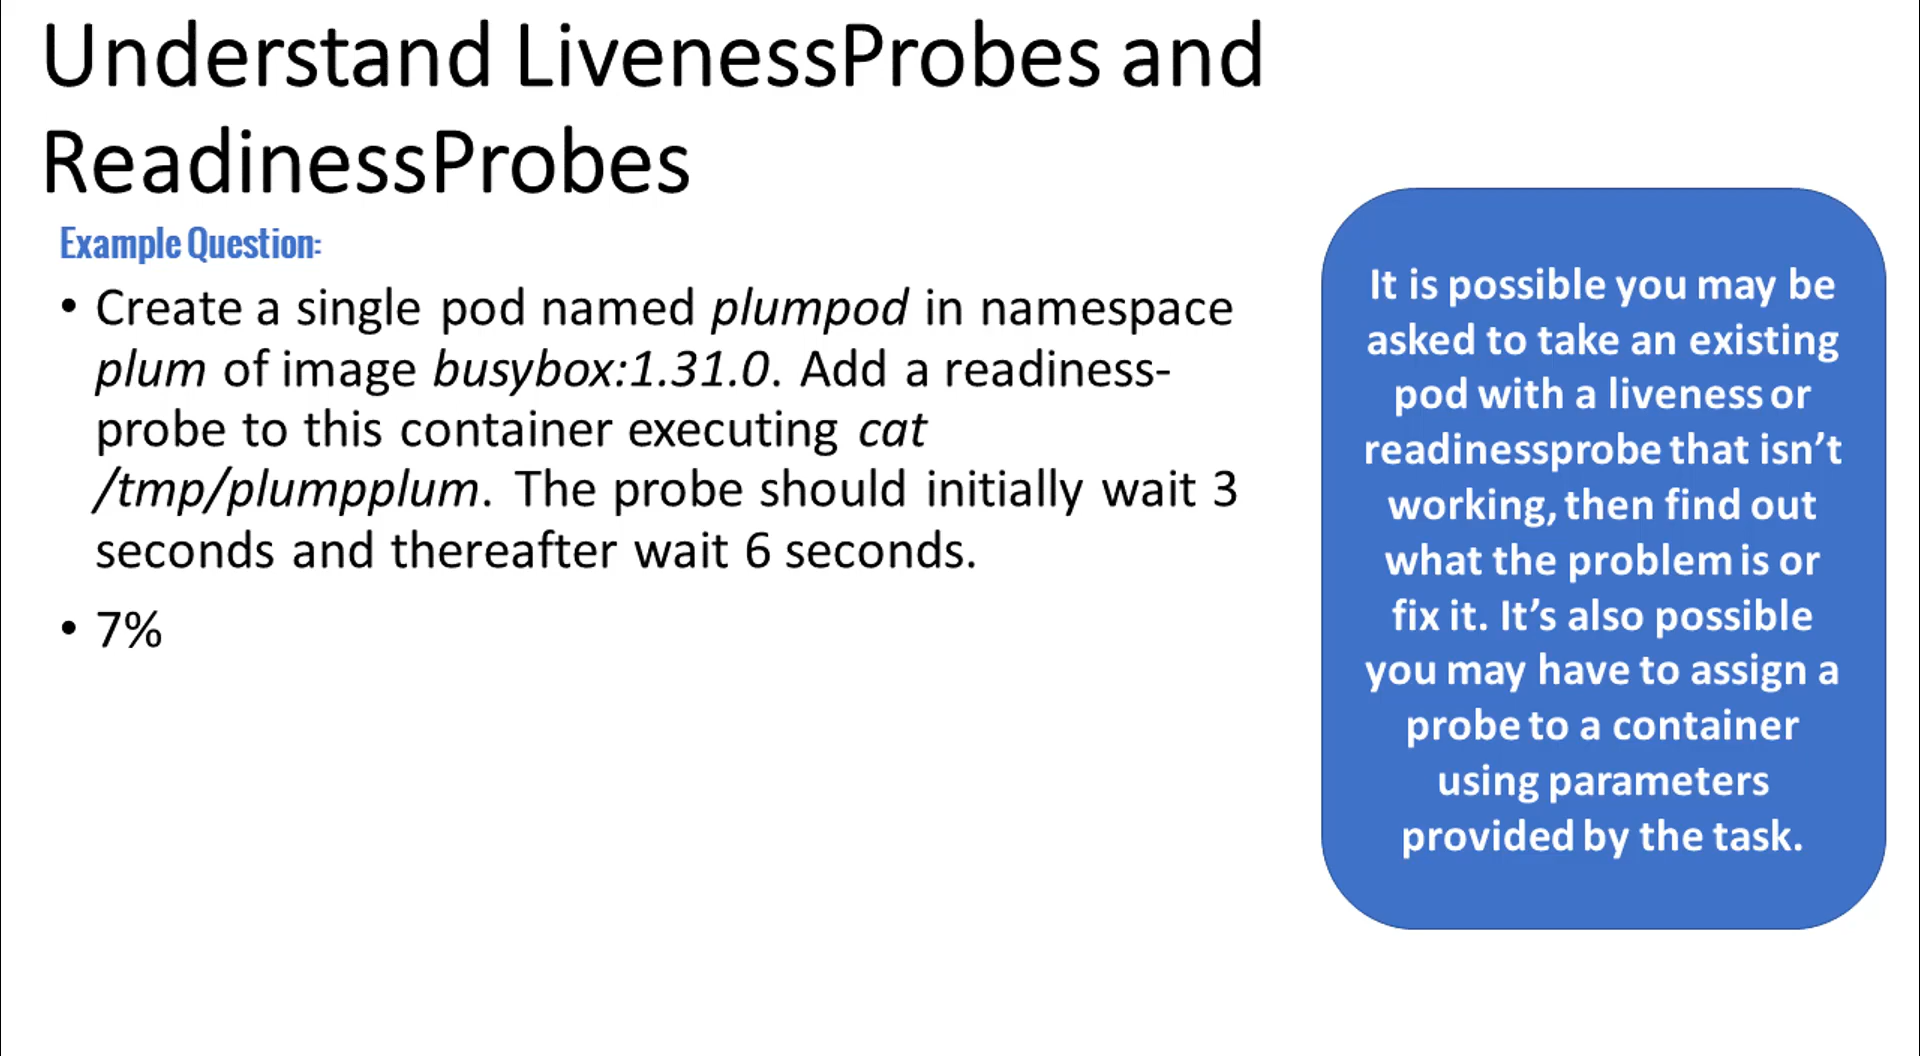 Understand LivenessProbes and
ReadinessProbes
Example Question:
• Create a single pod named plumpod in namespace
plum of image busybox:1.31.0. Add a readiness-
probe to this container executing cat
/tmp/plumpplum. The probe should initially wait 3
seconds and thereafter wait 6 seconds.
• 7%
It is possible you may be
asked to take an existing
pod with a liveness or
readinessprobe that isn’t
working, then find out
what the problem is or
fix it. It’s also possible
you may have to assign a
probe to a container
using parameters
provided by the task.